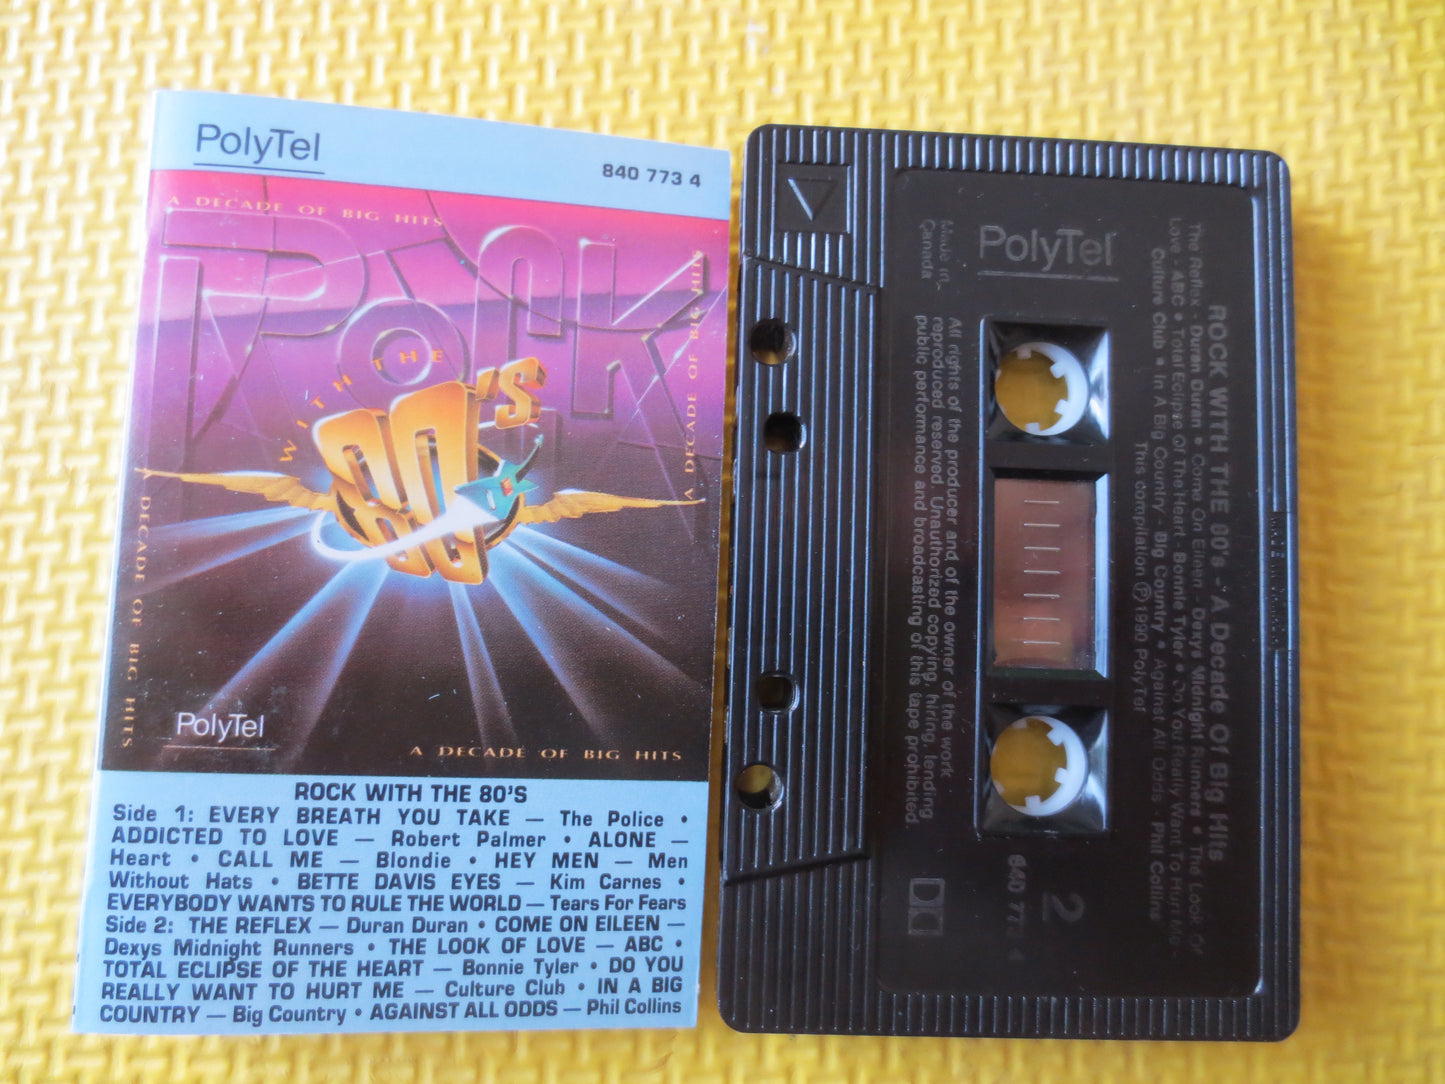 PolyTel
840 773 4
A DECADE OF BIG HITS
ROCK
WITH THE
80'S
A DECADE OF BIG HITS
A DECADE OF BIG HITS
PolyTel
A DECADE OF BIG HITS
ROCK WITH THE 80'S
Side 1: EVERY BREATH YOU TAKE — The Police •
ADDICTED TO LOVE — Robert Palmer • ALONE —
Heart • CALL ME — Blondie • HEY MEN — Men
Without Hats • BETTE DAVIS EYES — Kim Carnes •
EVERYBODY WANTS TO RULE THE WORLD — Tears For Fears
Side 2: THE REFLEX — Duran Duran • COME ON EILEEN —
Dexys Midnight Runners • THE LOOK OF LOVE — ABC •
TOTAL ECLIPSE OF THE HEART — Bonnie Tyler • DO YOU
REALLY WANT TO HURT ME — Culture Club • IN A BIG
COUNTRY — Big Country • AGAINST ALL ODDS — Phil Collins
Made in
Canada
PolyTel
ROCK WITH THE 80's - A Decade Of Big Hits
The Reflex - Duran Duran • Come On Eileen - Dexys Midnight Runners • The Look Of
Love - ABC • Total Eclipse Of The Heart - Bonnie Tyler • Do You Really Want To Hurt Me -
Culture Club • In A Big Country - Big Country • Against All Odds - Phil Collins
This compilation ℗ 1990 PolyTel
All rights of the producer and of the owner of the work
reproduced reserved. Unauthorized copying, hiring, lending
public performance and broadcasting of this tape prohibited.
2
840 773 4